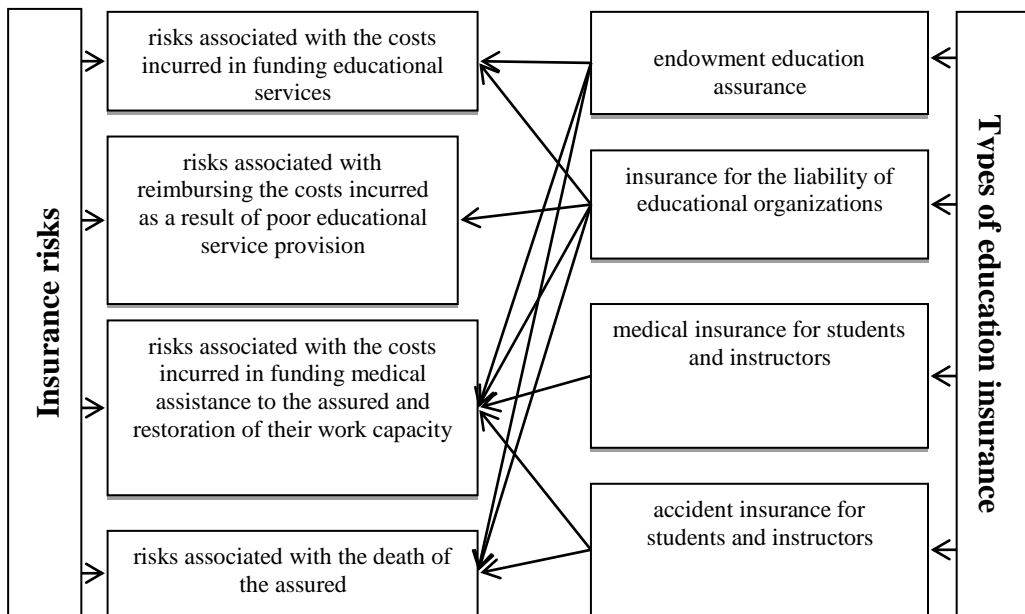 Insurance risks
risks associated with the costs
incurred in funding educational
services
risks associated with
reimbursing the costs incurred
as a result of poor educational
service provision
risks associated with the costs
incurred in funding medical
assistance to the assured and
restoration of their work capacity
risks associated with the death of
the assured
endowment education
assurance
insurance for the liability of
educational organizations
medical insurance for students
and instructors
accident insurance for
students and instructors
Types of education insurance